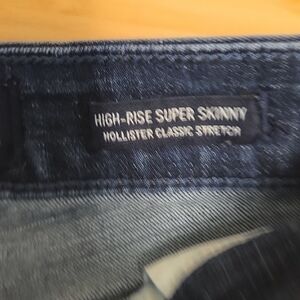 HIGH-RISE SUPER SKINNY
HOLLISTER CLASSIC STRETCH